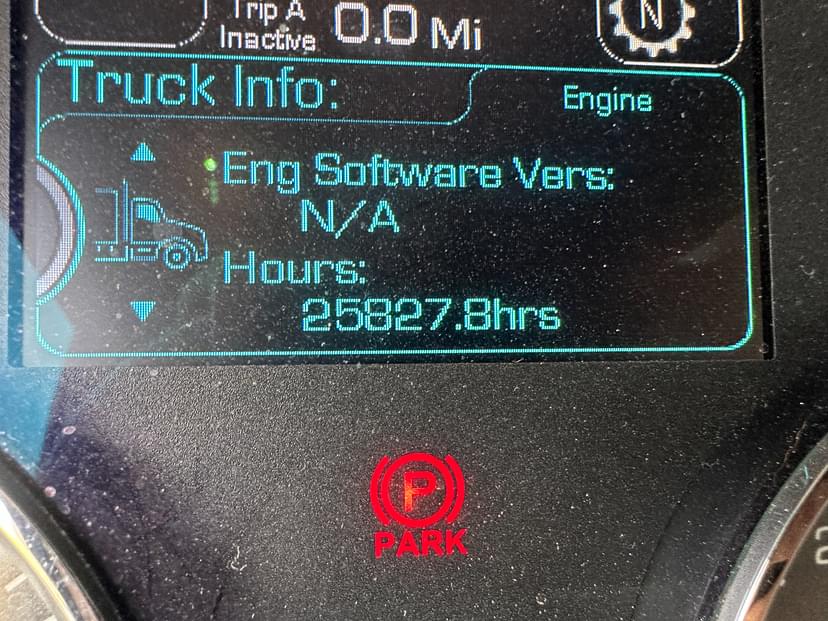 Trip A
Inactive
0.0 Mi
N
Truck Info:
Engine
Eng Software Vers:
N/A
Hours:
25827.8hrs
P
PARK